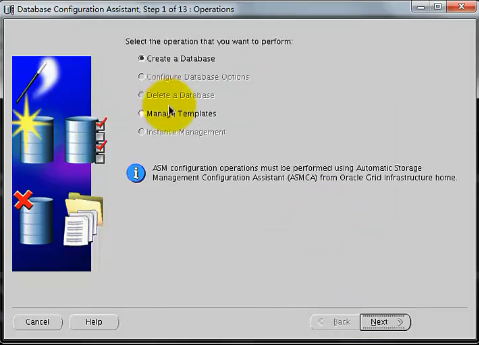 Database Configuration Assistant, Step 1 of 13 : Operations
Select the operation that you want to perform:
Create a Database
Configure Database Options
Delete a Database
Manage Templates
Instance Management
ASM configuration operations must be performed using Automatic Storage
Management Configuration Assistant (ASMCA) from Oracle Grid Infrastructure home.
Cancel
Help
Back
Next